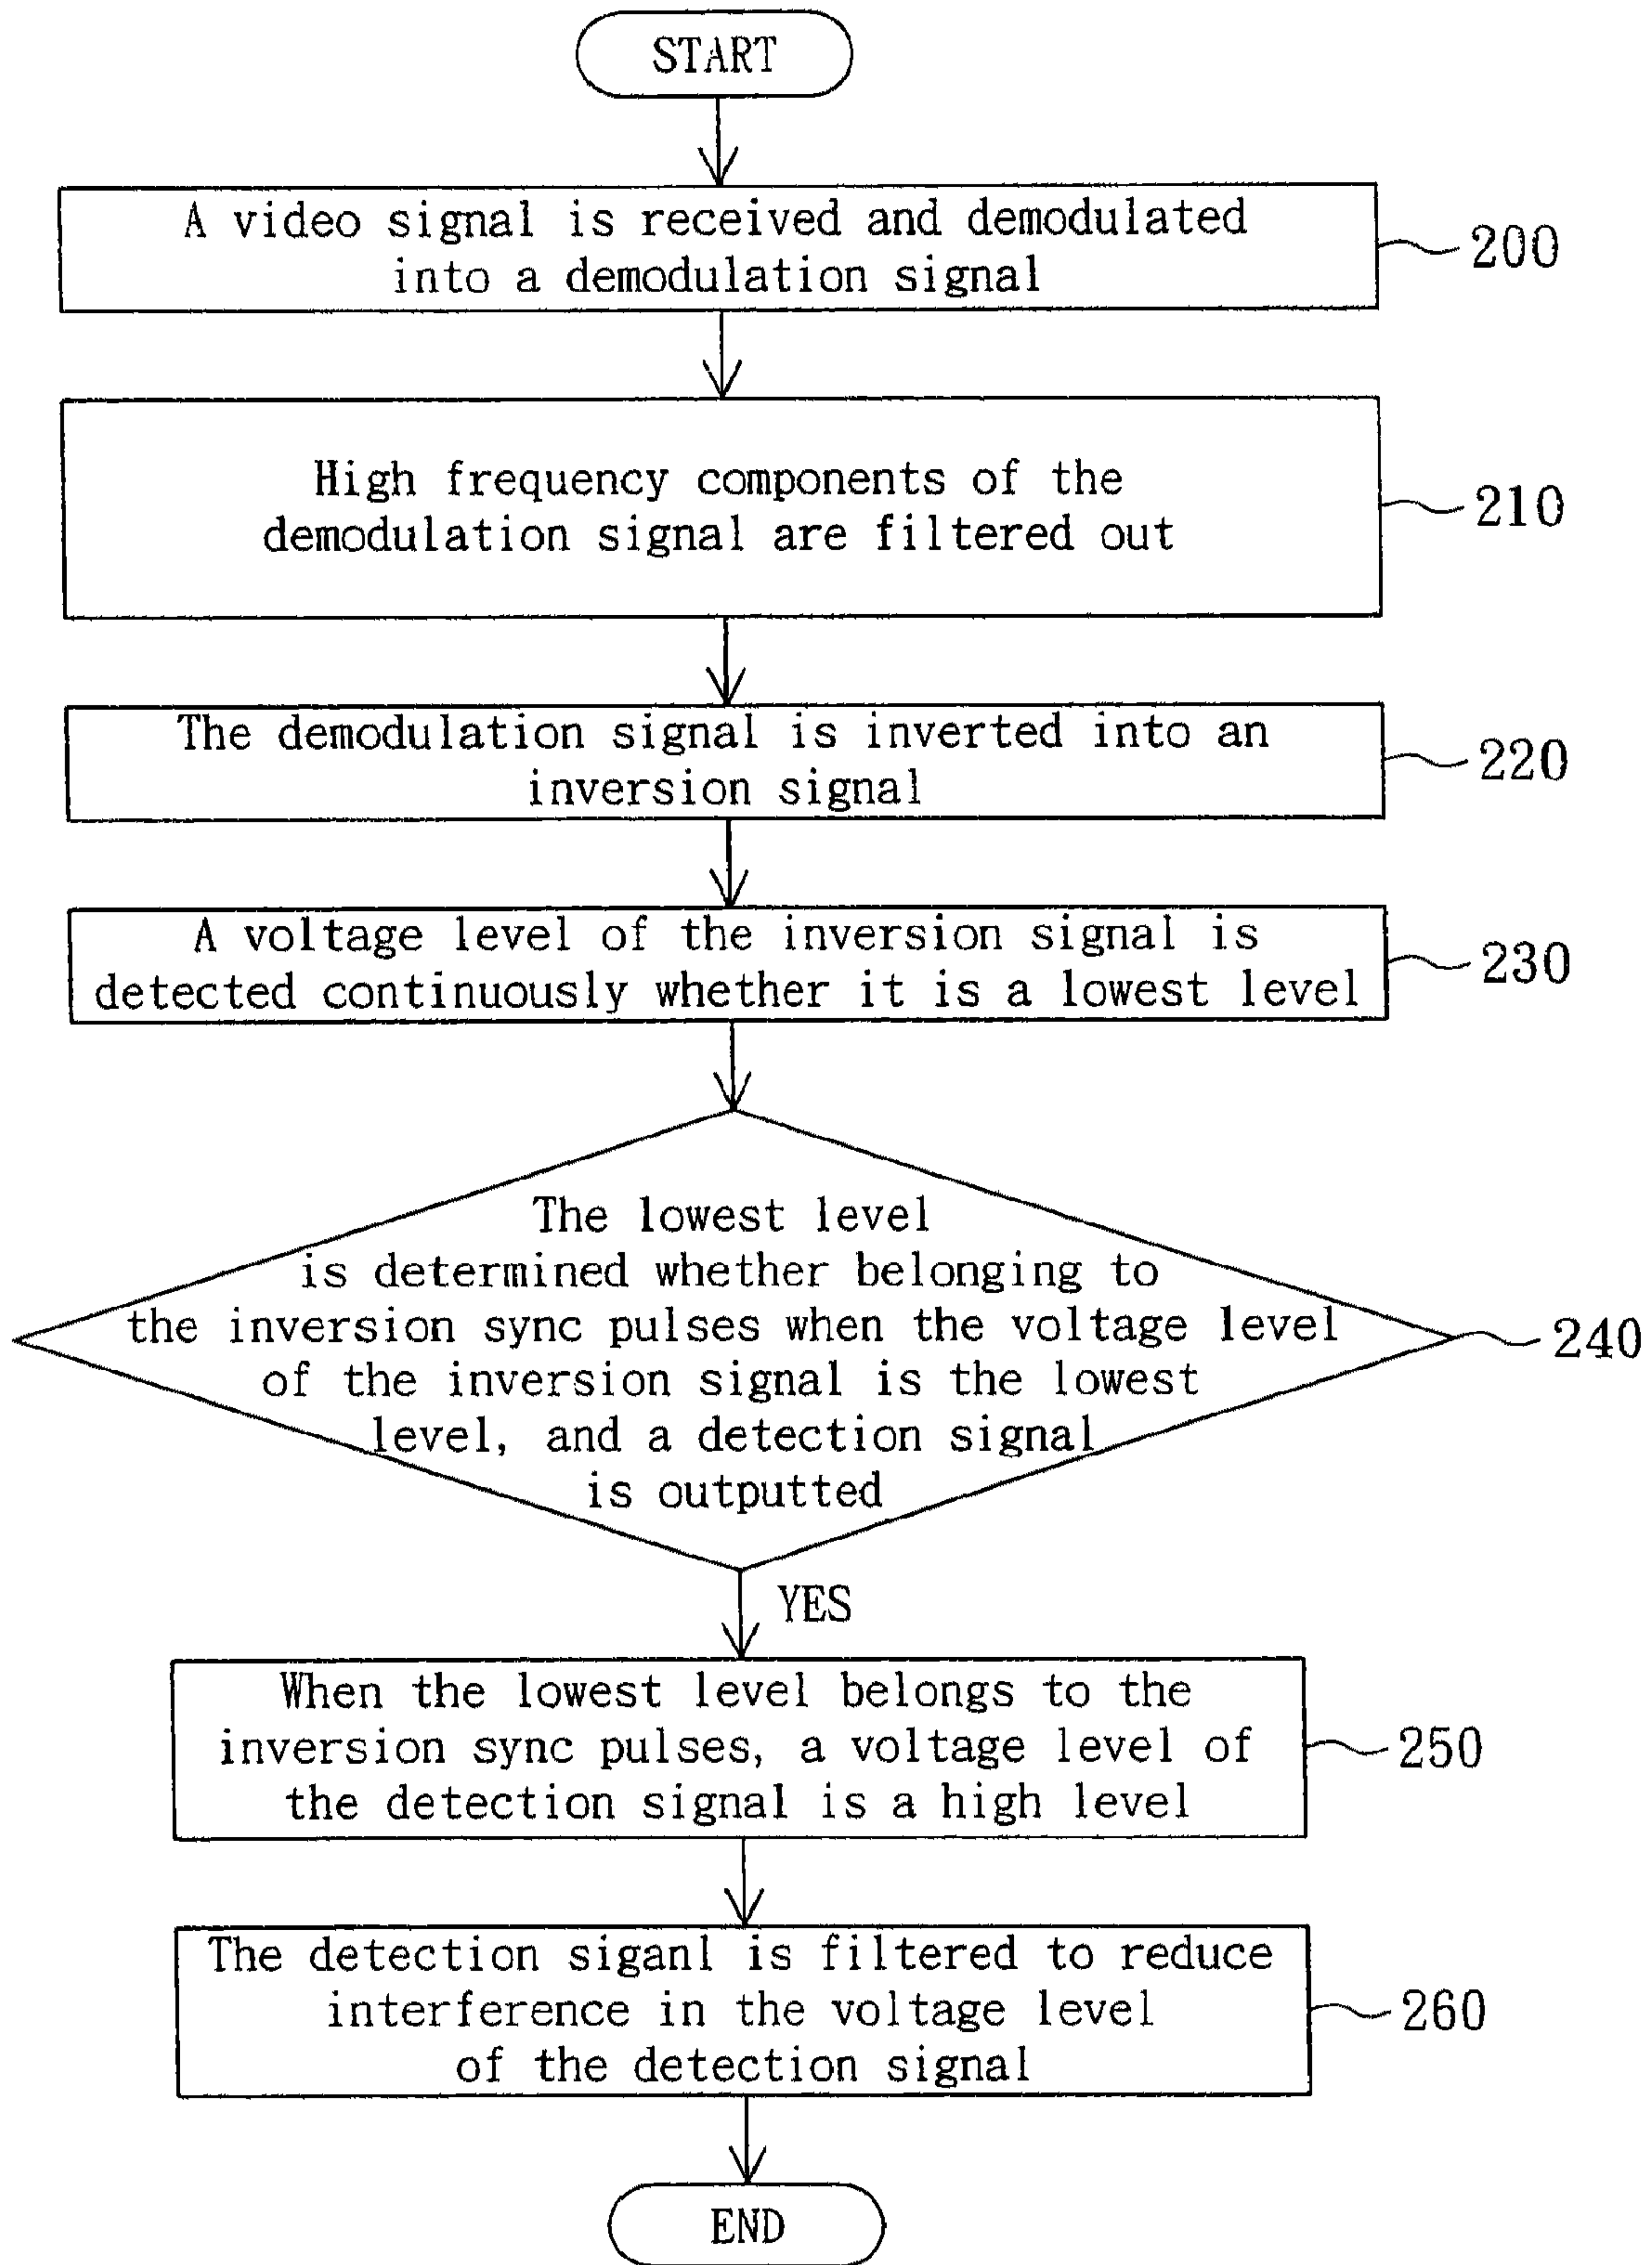 START
A video signal is received and demodulated
into a demodulation signal
200
High frequency components of the
demodulation signal are filtered out
210
The demodulation signal is inverted into an
inversion signal
220
A voltage level of the inversion signal is
detected continuously whether it is a lowest level
230
The lowest level
is determined whether belonging to
the inversion sync pulses when the voltage level
of the inversion signal is the lowest
level, and a detection signal
is outputted
240
YES
When the lowest level belongs to the
inversion sync pulses, a voltage level of
the detection signal is a high level
250
The detection siganl is filtered to reduce
interference in the voltage level
of the detection signal
260
END